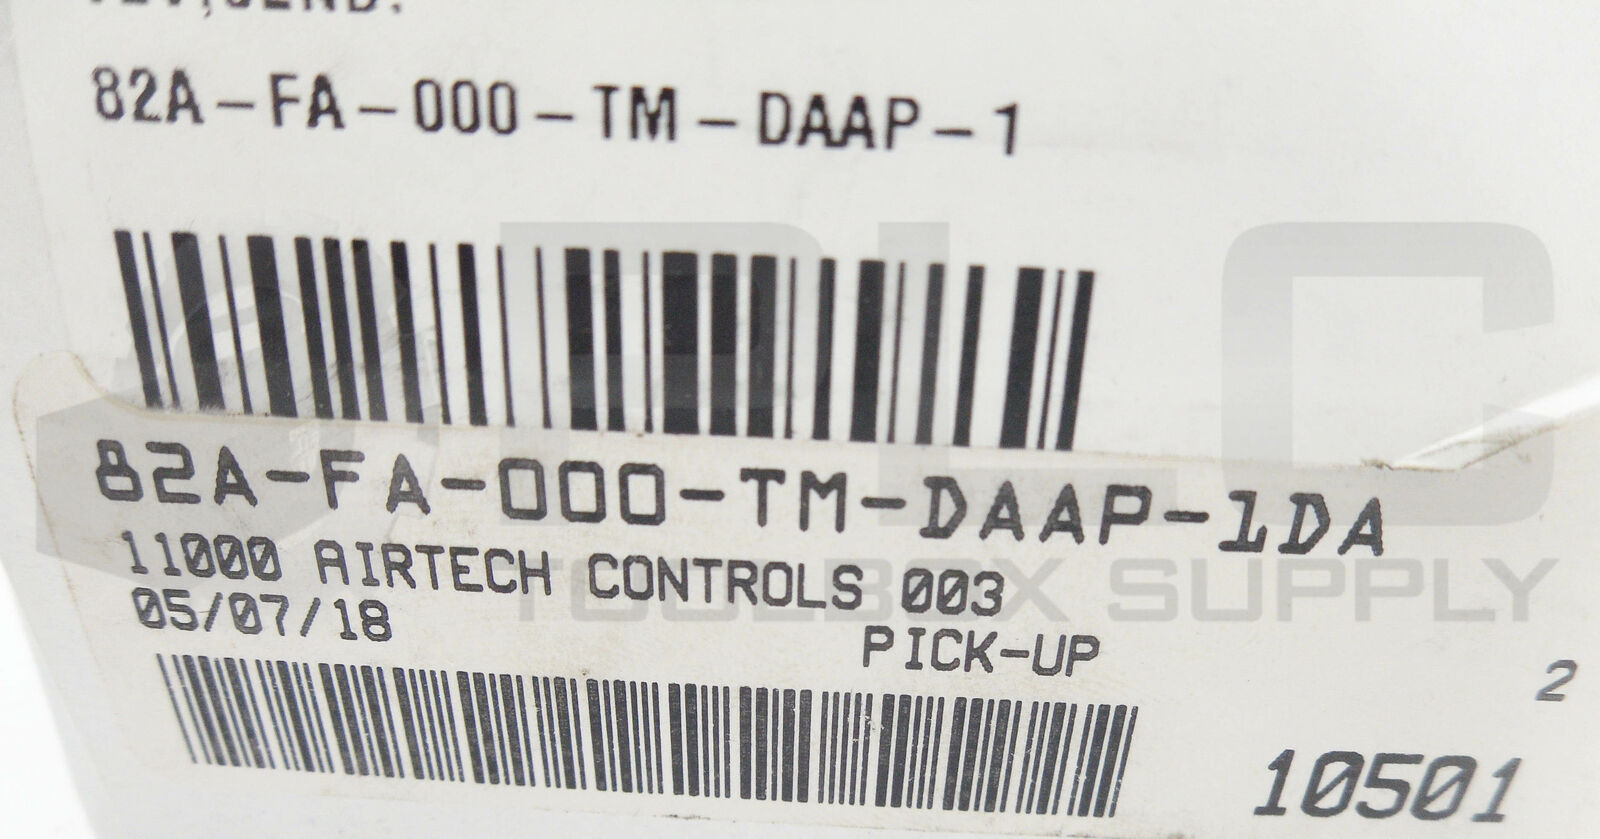 82A-FA-000-TM-DAAP-1
82A-FA-000-TM-DAAP-1DA
11000 AIRTECH CONTROLS 003
05/07/18
PICK-UP
2
10501
PLC
TOOLBOX SUPPLY